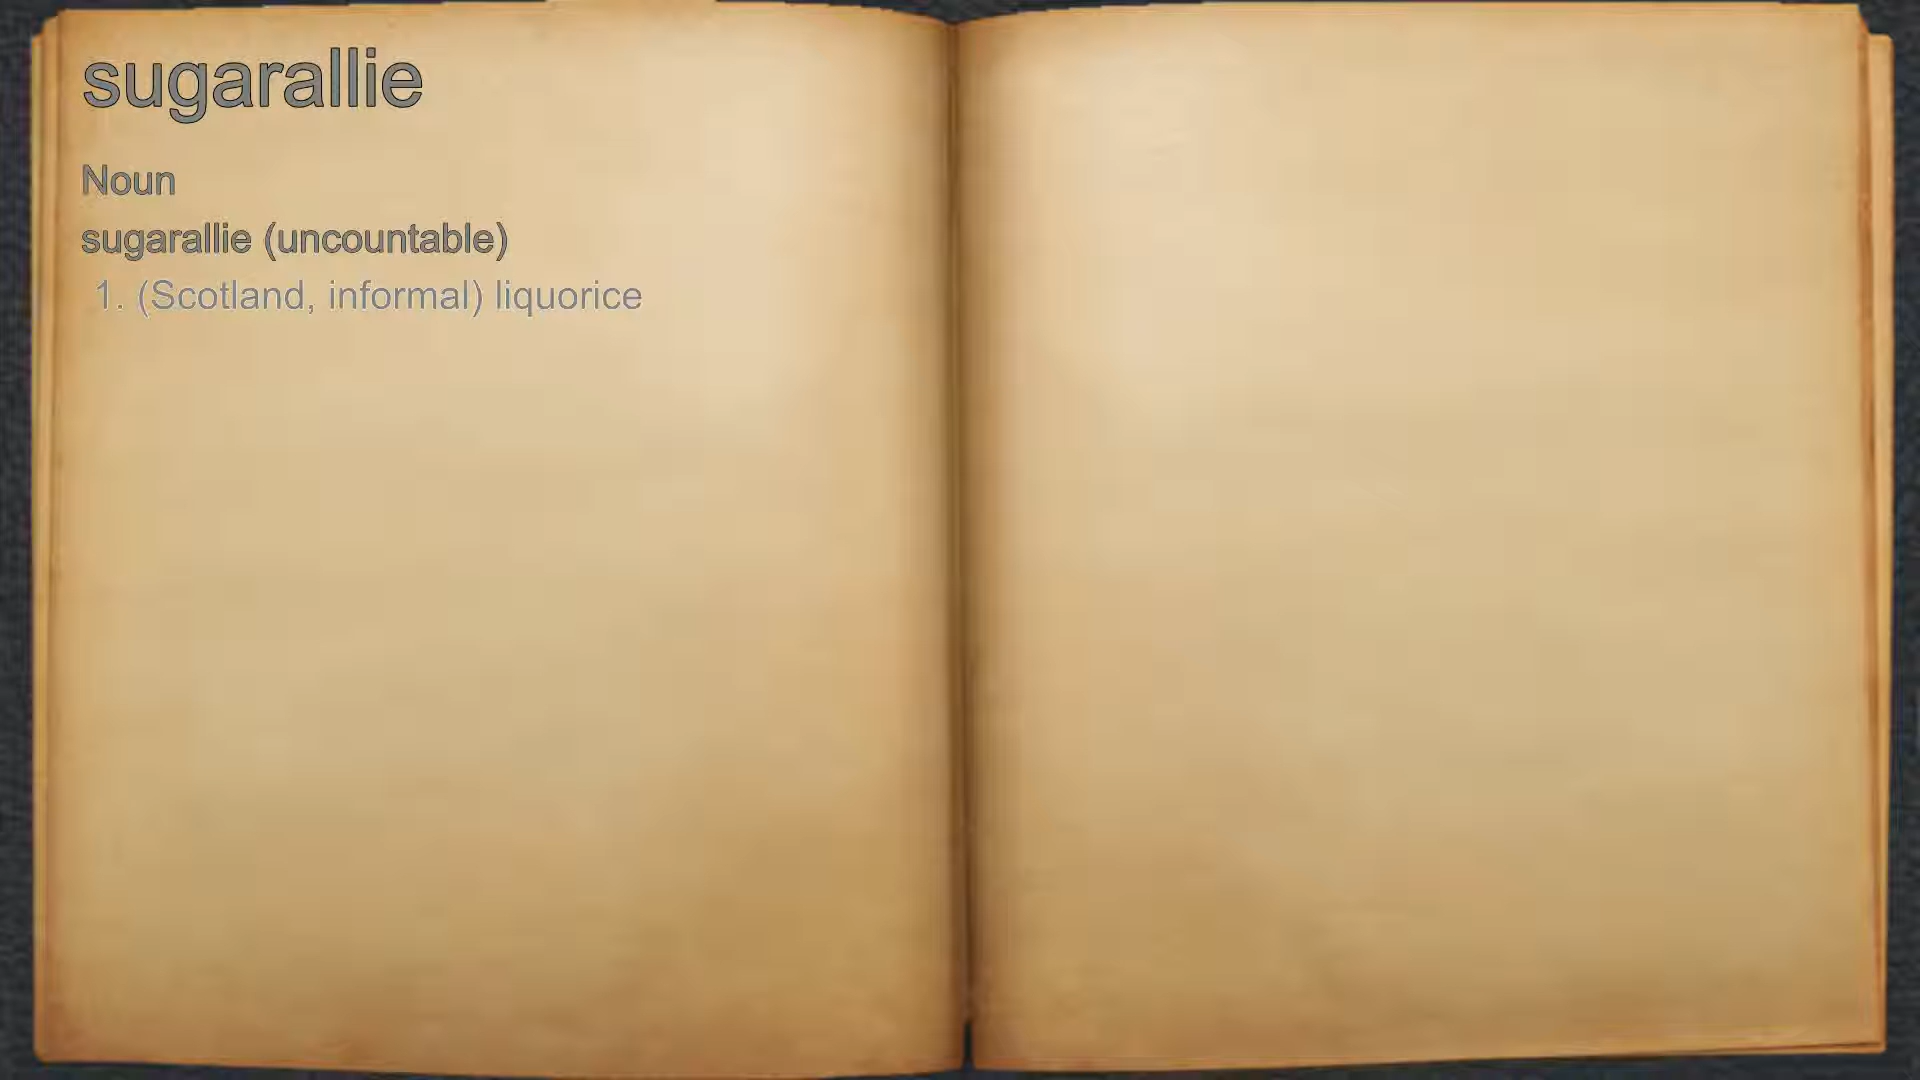 sugarallie
Noun
sugarallie (uncountable)
1. (Scotland, informal) liquorice